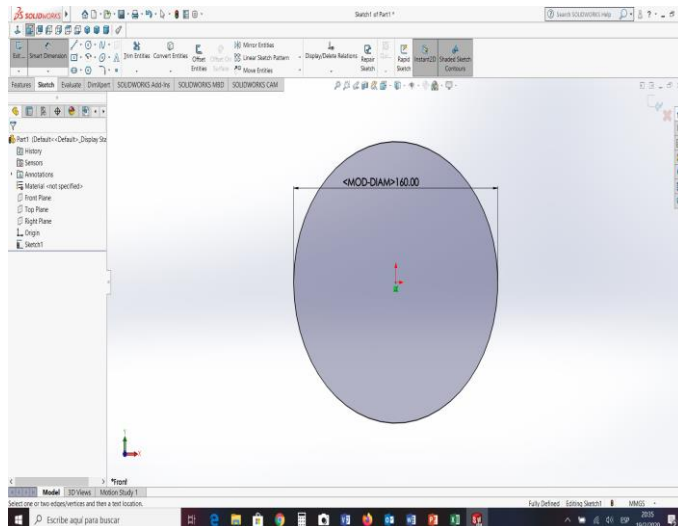 SOLIDWORKS
Sketch1 of Part1 *
Search SOLIDWORKS Help
Smart Dimension
Trim Entities
Convert Entities
Offset Entities
Mirror Entities
Linear Sketch Pattern
Move Entities
Display/Delete Relations
Repair Sketch
Rapid Sketch
Instant2D
Shaded Sketch Contours
Features Sketch Evaluate DimXpert SOLIDWORKS Add-Ins SOLIDWORKS MBD SOLIDWORKS CAM
Part1 (Default<<Default>_Display Sta
History
Sensors
Annotations
Material <not specified>
Front Plane
Top Plane
Right Plane
Origin
Sketch1
<MOD-DIAM>160.00
*Front
Model 3D Views Motion Study 1
Select one or two edges/vertices and then a text location.
Fully Defined Editing Sketch1 MMGS
Escribe aquí para buscar
ESP
20:35